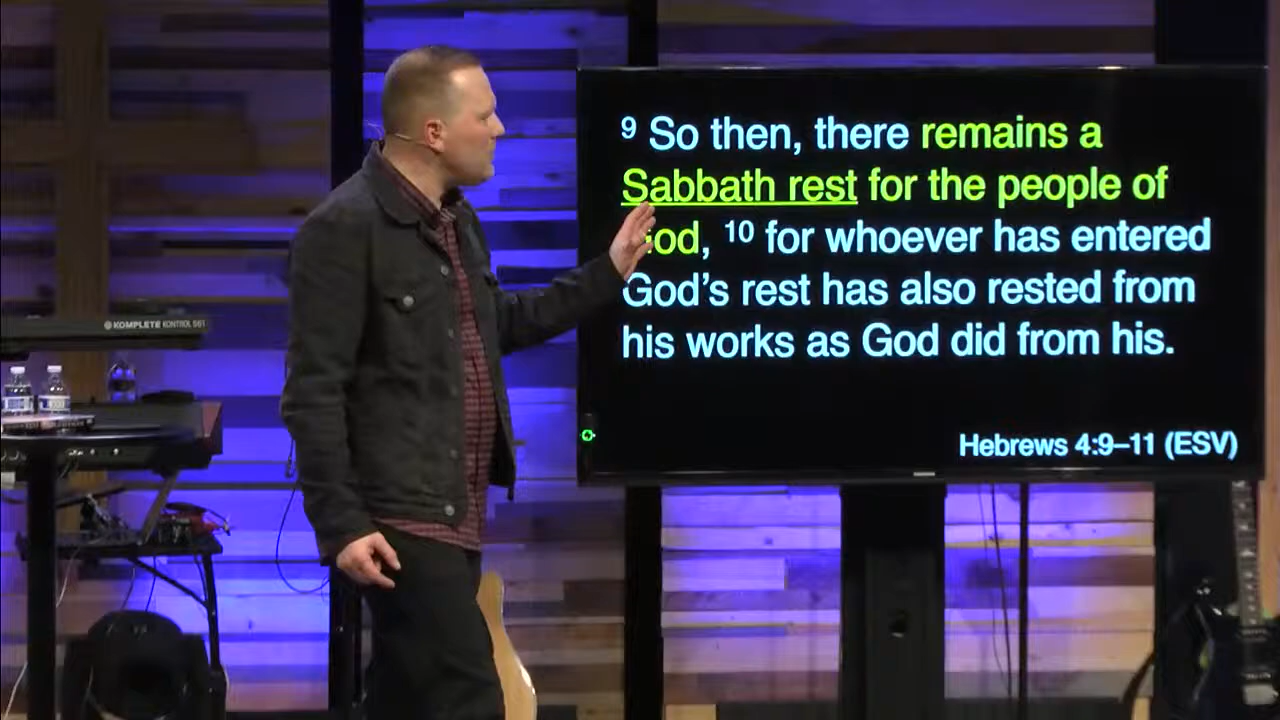 ⁹ So then, there remains a
Sabbath rest for the people of
God, ¹⁰ for whoever has entered
God's rest has also rested from
his works as God did from his.
Hebrews 4:9–11 (ESV)
KOMPLETE KONTROL S61